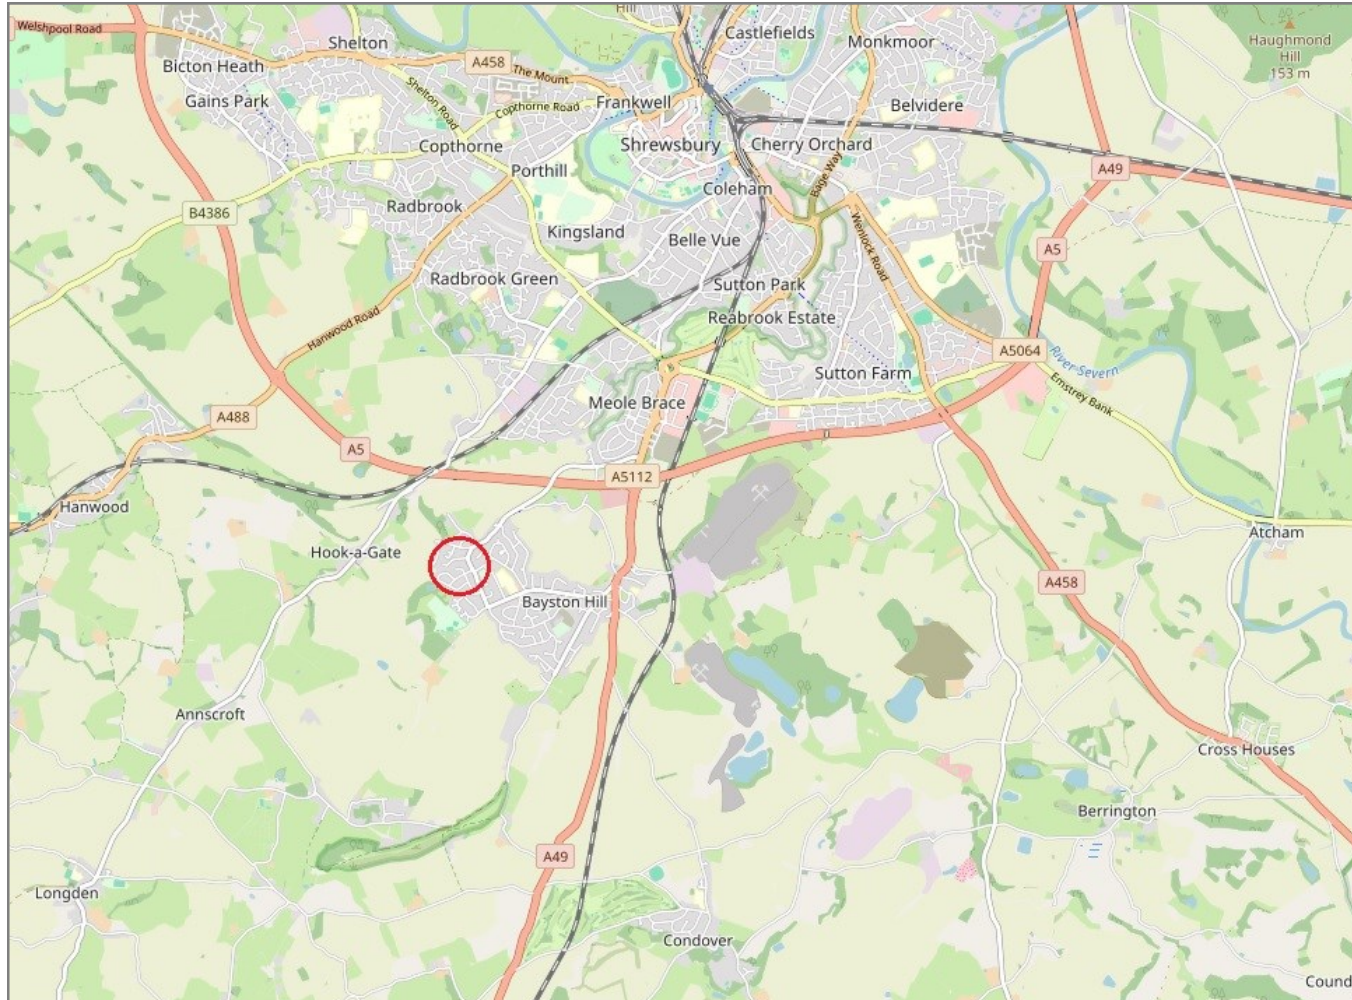 Welshpool Road
Hill
Castlefields
Shelton
Monkmoor
Haughmond
Hill
153 m
Bicton Heath
A458
The Mount
Gains Park
Shelton Road
Copthorne Road
Frankwell
Belvidere
Copthorne
Shrewsbury
Cherry Orchard
Porthill
A49
Bage Way
Coleham
Radbrook
B4386
Kingsland
Belle Vue
Wenlock Road
A5
Radbrook Green
Sutton Park
Reabrook Estate
Hanwood Road
A5064
River Severn
Sutton Farm
Emstrey Bank
Meole Brace
A488
A5
A5112
Hanwood
Atcham
Hook-a-Gate
A458
Bayston Hill
Annscroft
Cross Houses
Berrington
A49
Longden
Condover
Cound